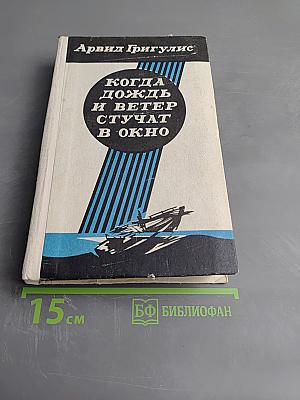 Арвид Григулис
КОГДА
ДОЖДЬ
И ВЕТЕР
СТУЧАТ
В ОКНО
15 см
БФ БИБЛИОФАН